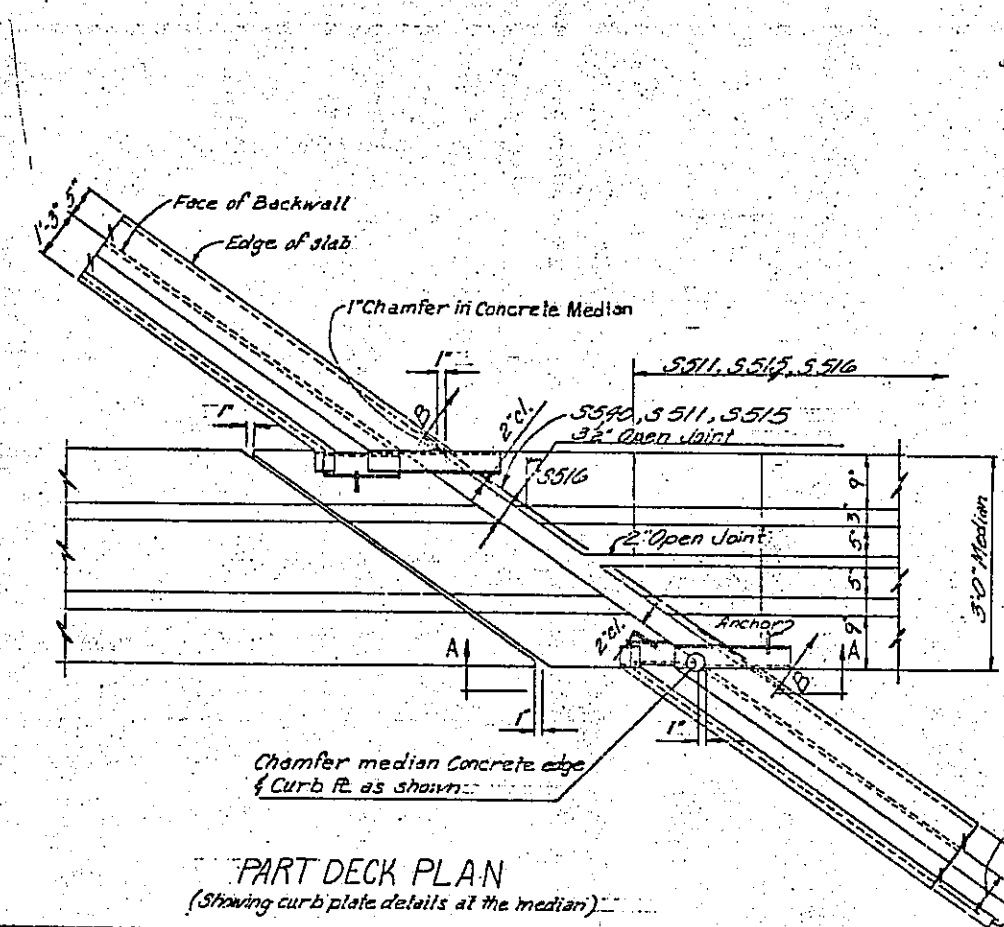 1'-3" 5"
Face of Backwall
Edge of slab
1" Chamfer in Concrete Median
1"
B
2"cl.
S511, S515, S516
S540, S511, S515
3½" Open Joint
1"
S516
9"
3"
5"
2" Open Joint
5"
9"
3'-0" Median
Anchor
2"cl.
A
A
B
1"
1"
Chamfer median Concrete edge
& Curb PL as shown
PART DECK PLAN
(Showing curb plate details at the median)